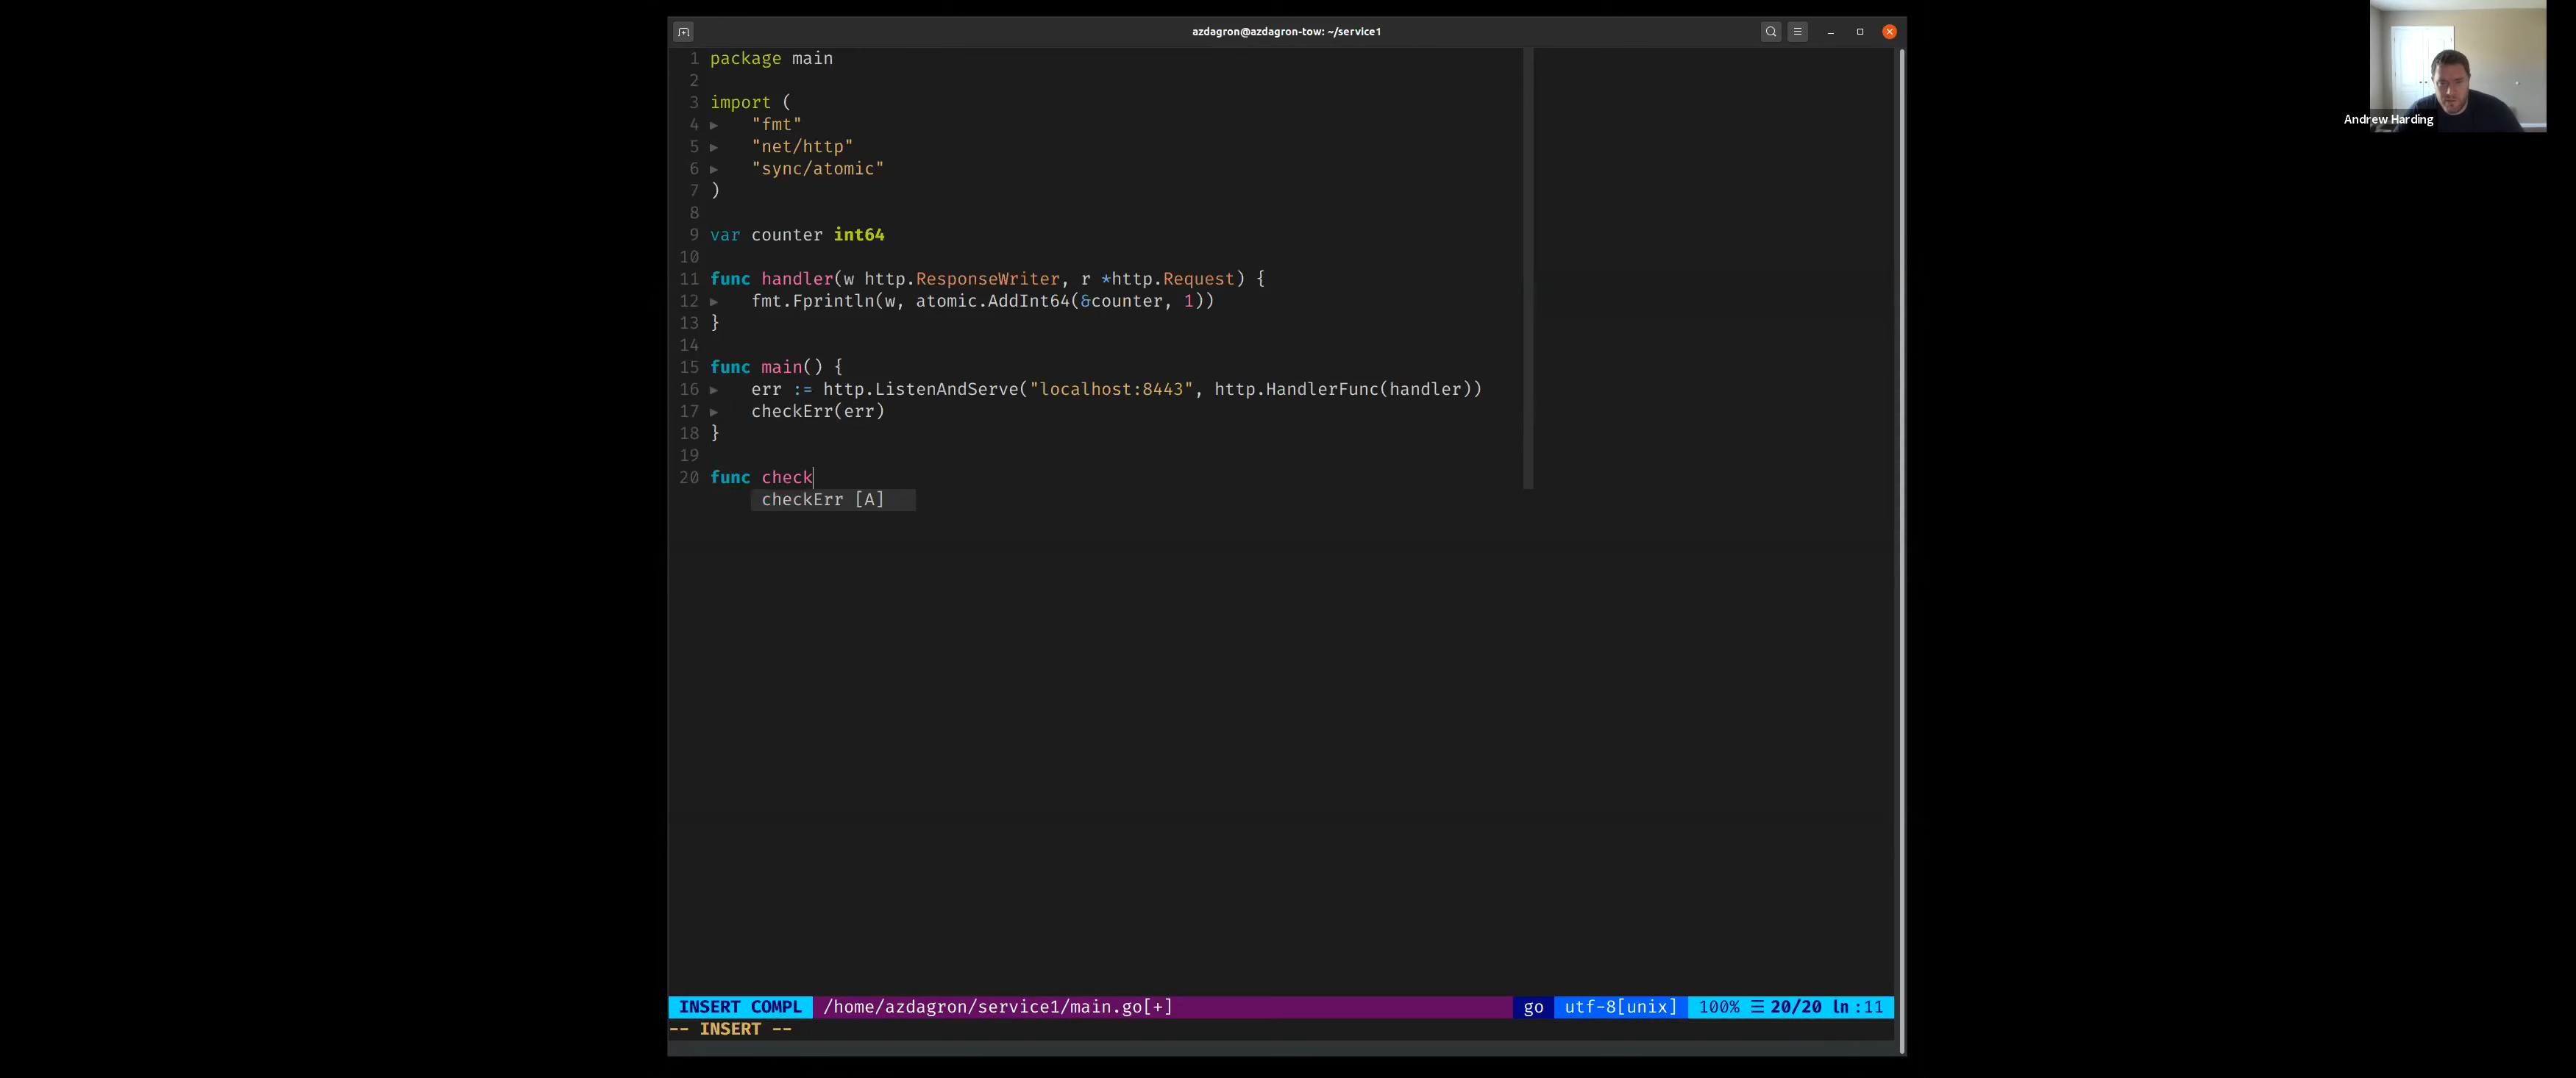 azdagron@azdagron-tow: ~/service1
Andrew Harding
1 package main
2
3 import (
4 ▸ "fmt"
5 ▸ "net/http"
6 ▸ "sync/atomic"
7 )
8
9 var counter int64
10
11 func handler(w http.ResponseWriter, r *http.Request) {
12 ▸ fmt.Fprintln(w, atomic.AddInt64(&counter, 1))
13 }
14
15 func main() {
16 ▸ err := http.ListenAndServe("localhost:8443", http.HandlerFunc(handler))
17 ▸ checkErr(err)
18 }
19
20 func check
checkErr [A]
INSERT COMPL /home/azdagron/service1/main.go[+] go utf-8[unix] 100% ☰ 20/20 ln :11
-- INSERT --